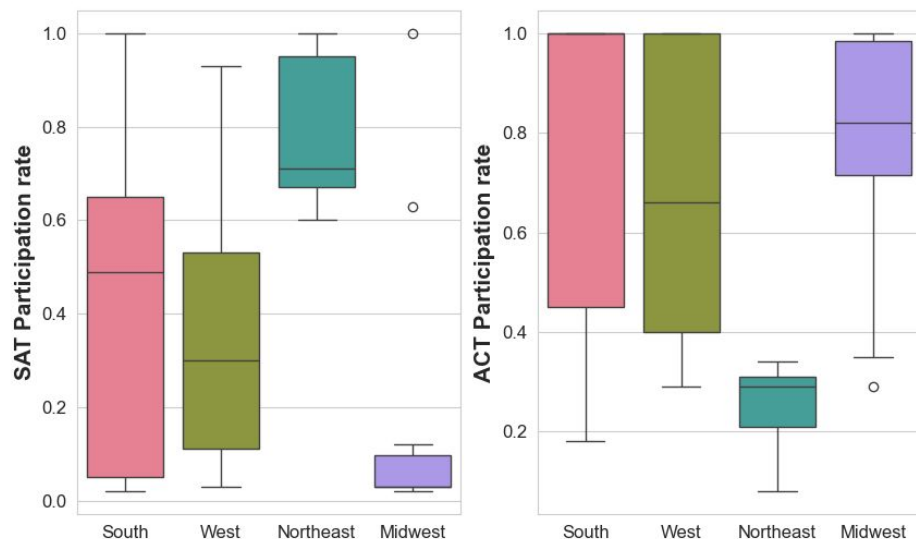 SAT Participation rate
1.0
0.8
0.6
0.4
0.2
0.0
South West Northeast Midwest
ACT Participation rate
1.0
0.8
0.6
0.4
0.2
South West Northeast Midwest